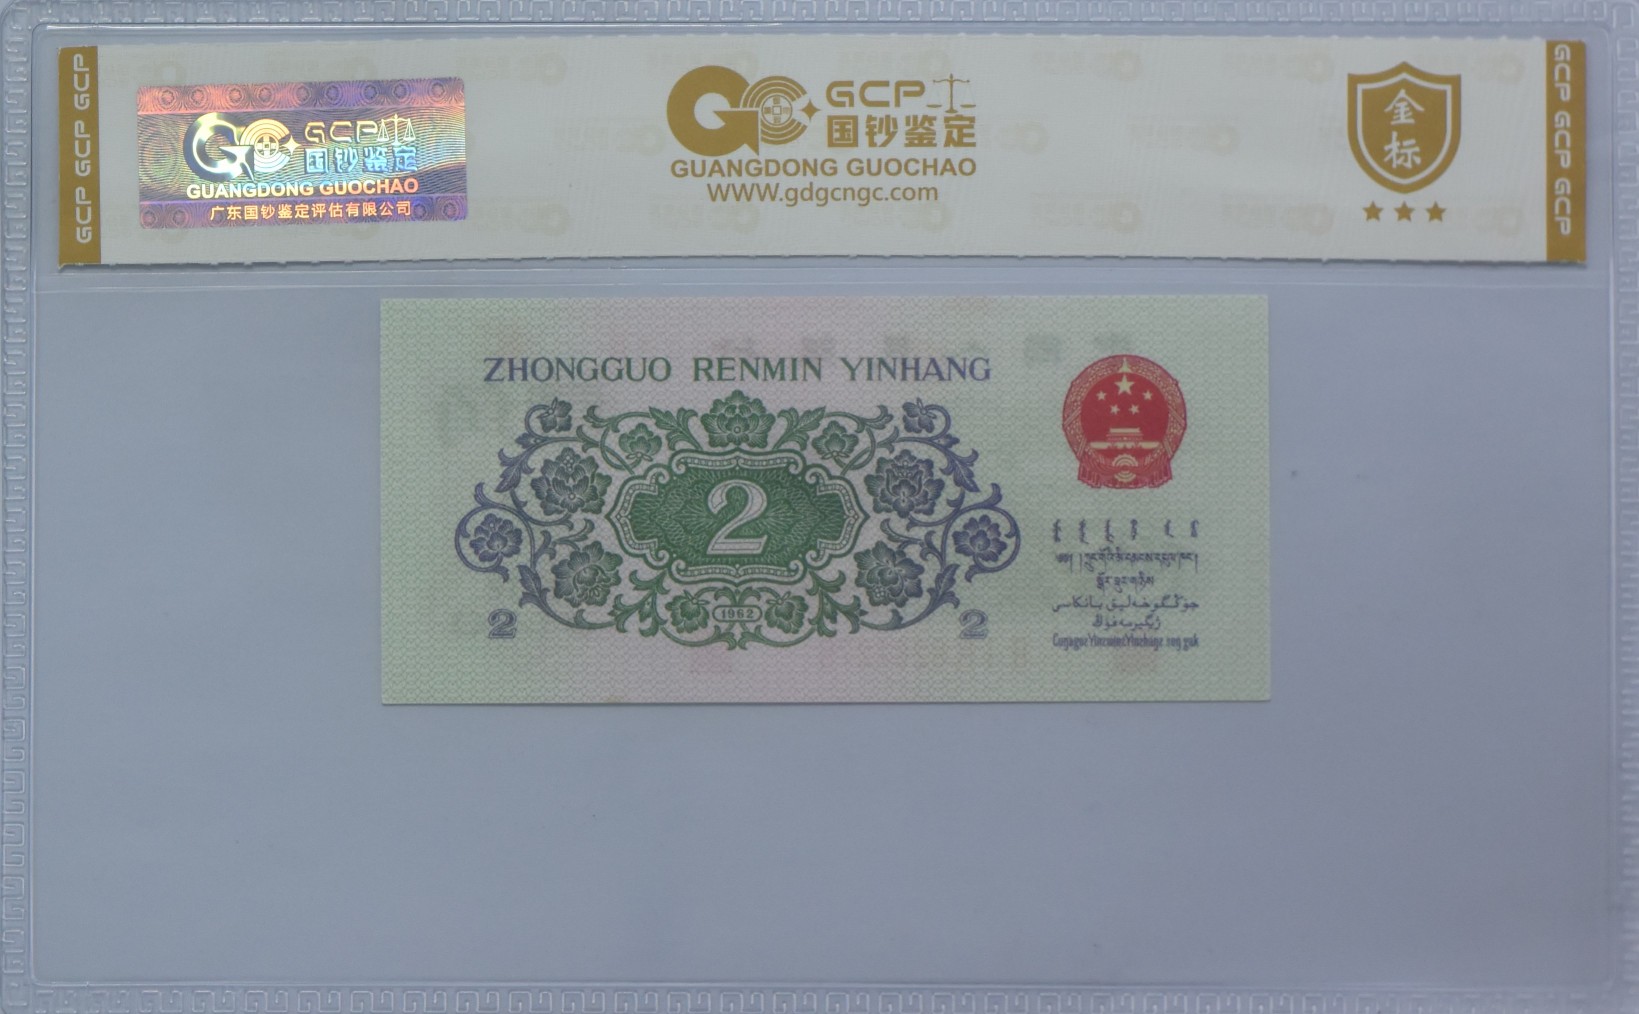 GCP GCP GCP
GCP 国钞鉴定
GUANGDONG GUOCHAO
广东国钞鉴定评估有限公司
GCP
国钞鉴定
GUANGDONG GUOCHAO
WWW.gdgcngc.com
金标
GCP GCP GCP
ZHONGGUO RENMIN YINHANG
2
1962
2
2
جۇڭگوخەلىق بانكاسى